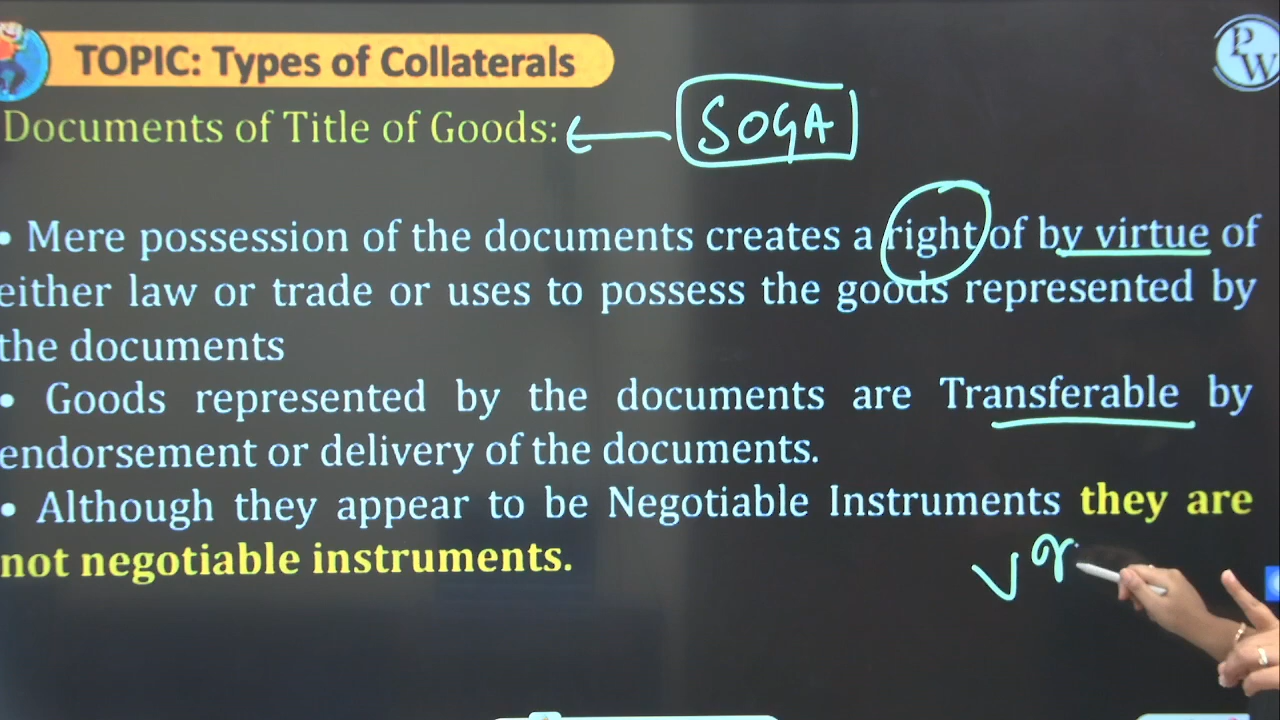 TOPIC: Types of Collaterals
PW
Documents of Title of Goods:
SOGA
• Mere possession of the documents creates a right of by virtue of
either law or trade or uses to possess the goods represented by
the documents
• Goods represented by the documents are Transferable by
endorsement or delivery of the documents.
• Although they appear to be Negotiable Instruments they are
not negotiable instruments.